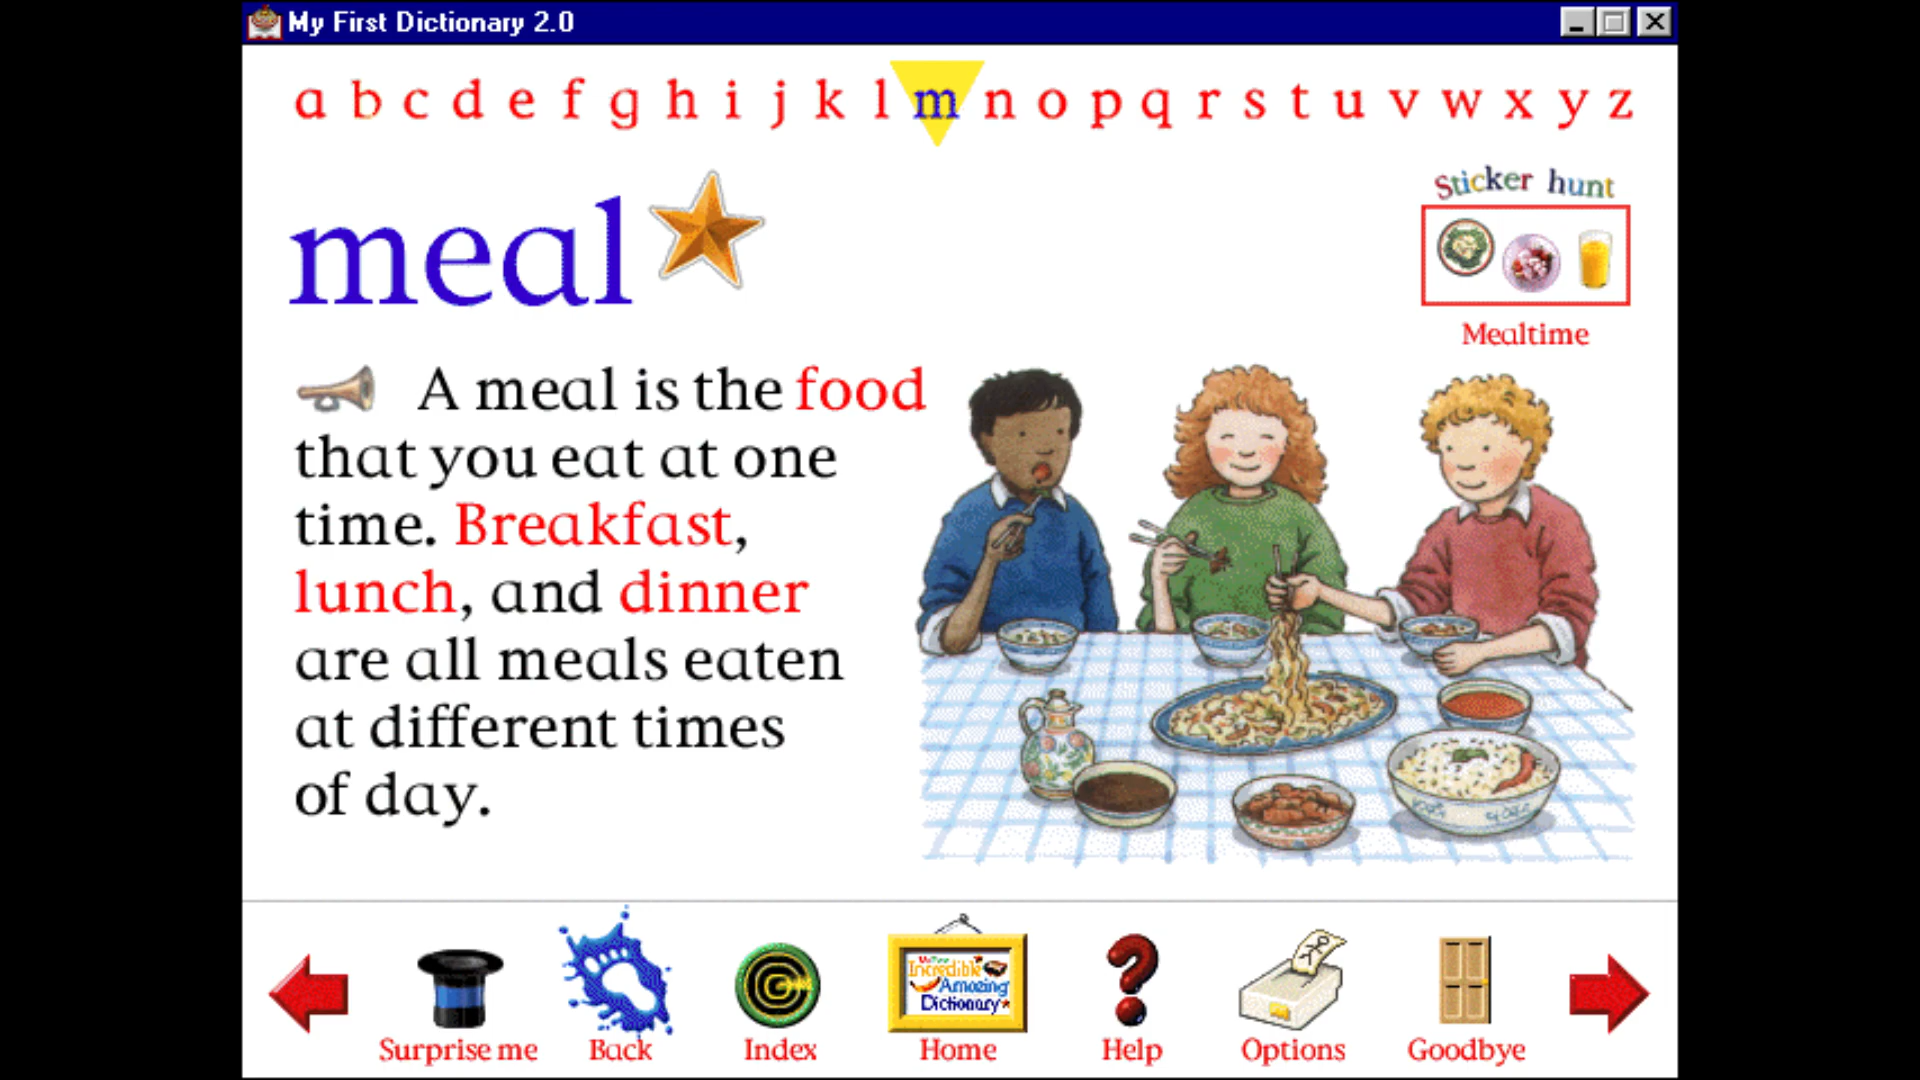 My First Dictionary 2.0
a b c d e f g h i j k l m n o p q r s t u v w x y z
Sticker hunt
meal
Mealtime
A meal is the food
that you eat at one
time. Breakfast,
lunch, and dinner
are all meals eaten
at different times
of day.
My First
Incredible
Amazing
Dictionary
Surprise me
Back
Index
Home
Help
Options
Goodbye